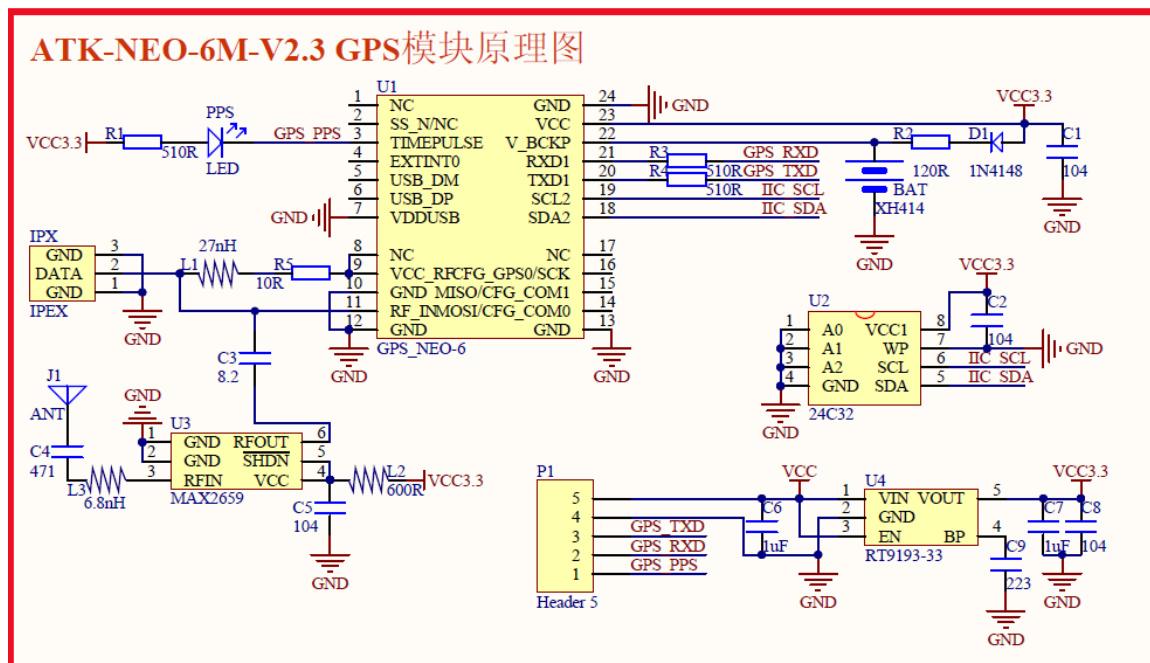 ATK-NEO-6M-V2.3 GPS模块原理图
U1
1 NC GND 24 GND
2 SS_N/NC VCC 23
3 TIMEPULSE V_BCKP 22
4 EXTINT0 RXD1 21
5 USB_DM TXD1 20
6 USB_DP SCL2 19
7 VDDUSB SDA2 18
8 NC NC 17
9 VCC_RFCFG_GPS0/SCK 16
10 GND MISO/CFG_COM1 15
11 RF_INMOSI/CFG_COM0 14
12 GND GND 13
GPS_NEO-6
GND
GND
PPS
VCC3.3 R1 GPS_PPS
510R
LED
GND
R3 GPS_RXD
R4 510R GPS_TXD
510R IIC_SCL
IIC_SDA
VCC3.3
R2 D1 C1
120R 1N4148 104
BAT
XH414
GND
GND
IPX
GND 3
DATA 2
GND 1
IPEX
GND
27nH
L1 R5
10R
C3
8.2
J1
ANT
C4
471
L3
6.8nH
GND
U3
1 GND RFOUT 6
2 GND SHDN 5
3 RFIN VCC 4
MAX2659
L2
600R VCC3.3
C5
104
GND
VCC3.3
U2 C2
1 A0 VCC1 8 104
2 A1 WP 7 GND
3 A2 SCL 6 IIC_SCL
4 GND SDA 5 IIC_SDA
24C32
GND
P1
5
4
3 GPS_TXD
2 GPS_RXD
1 GPS_PPS
Header 5
VCC
C6
1uF
GND
U4
1 VIN VOUT 5
2 GND
3 EN BP 4
RT9193-33
VCC3.3
C7 C8
1uF 104
GND
C9
223
GND